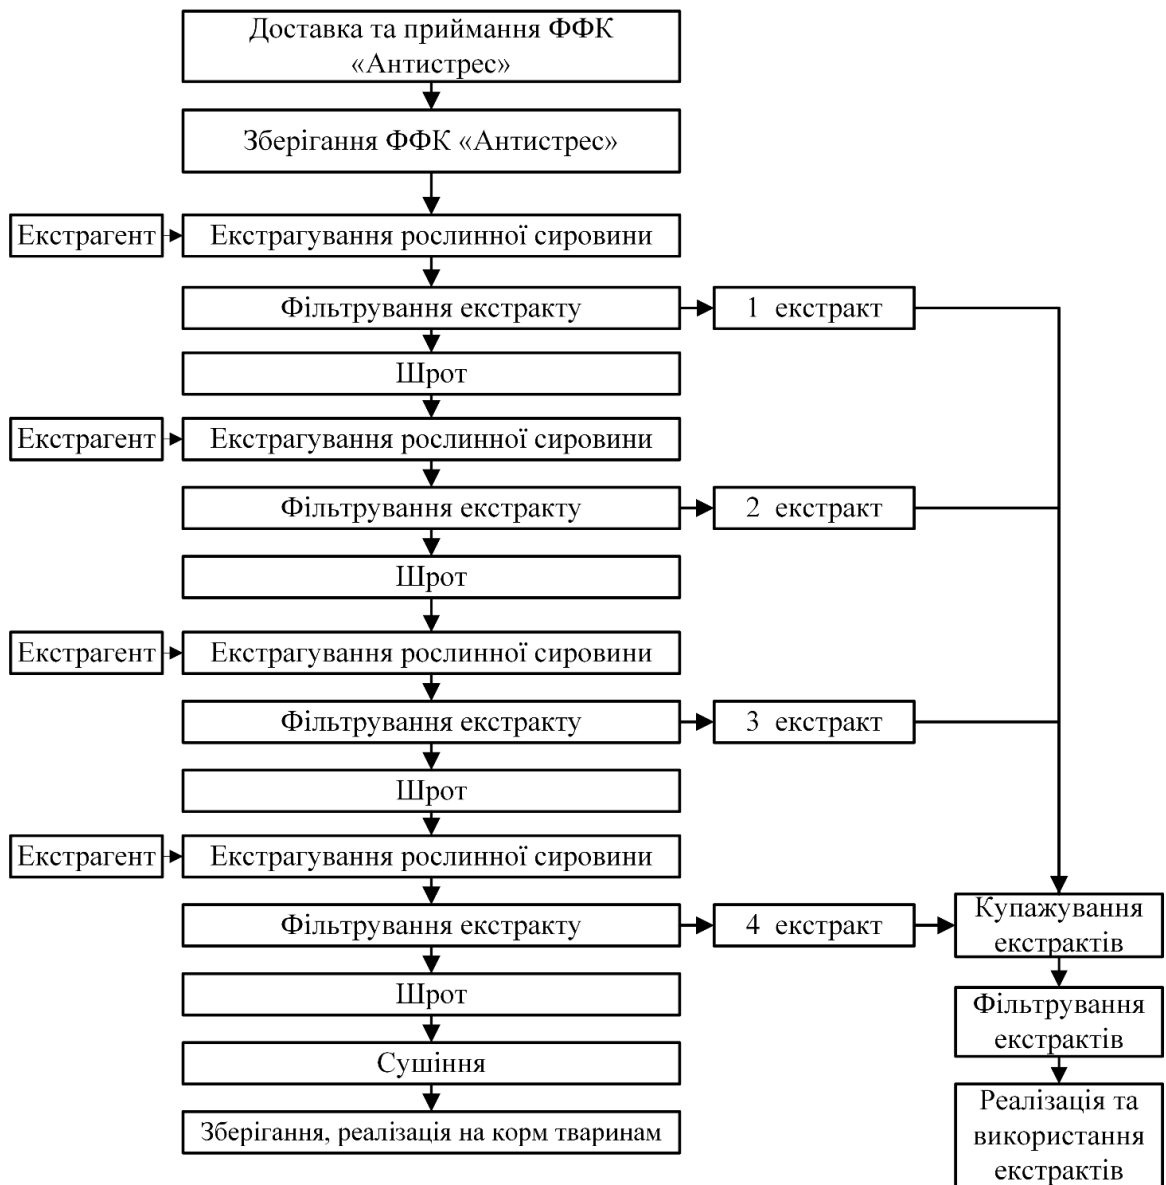 Доставка та приймання ФФК
«Антистрес»
Зберігання ФФК «Антистрес»
Екстрагент
Екстрагування рослинної сировини
Фільтрування екстракту
1 екстракт
Шрот
Екстрагент
Екстрагування рослинної сировини
Фільтрування екстракту
2 екстракт
Шрот
Екстрагент
Екстрагування рослинної сировини
Фільтрування екстракту
3 екстракт
Шрот
Екстрагент
Екстрагування рослинної сировини
Фільтрування екстракту
4 екстракт
Купажування
екстрактів
Шрот
Фільтрування
екстрактів
Сушіння
Зберігання, реалізація на корм тваринам
Реалізація та
використання
екстрактів